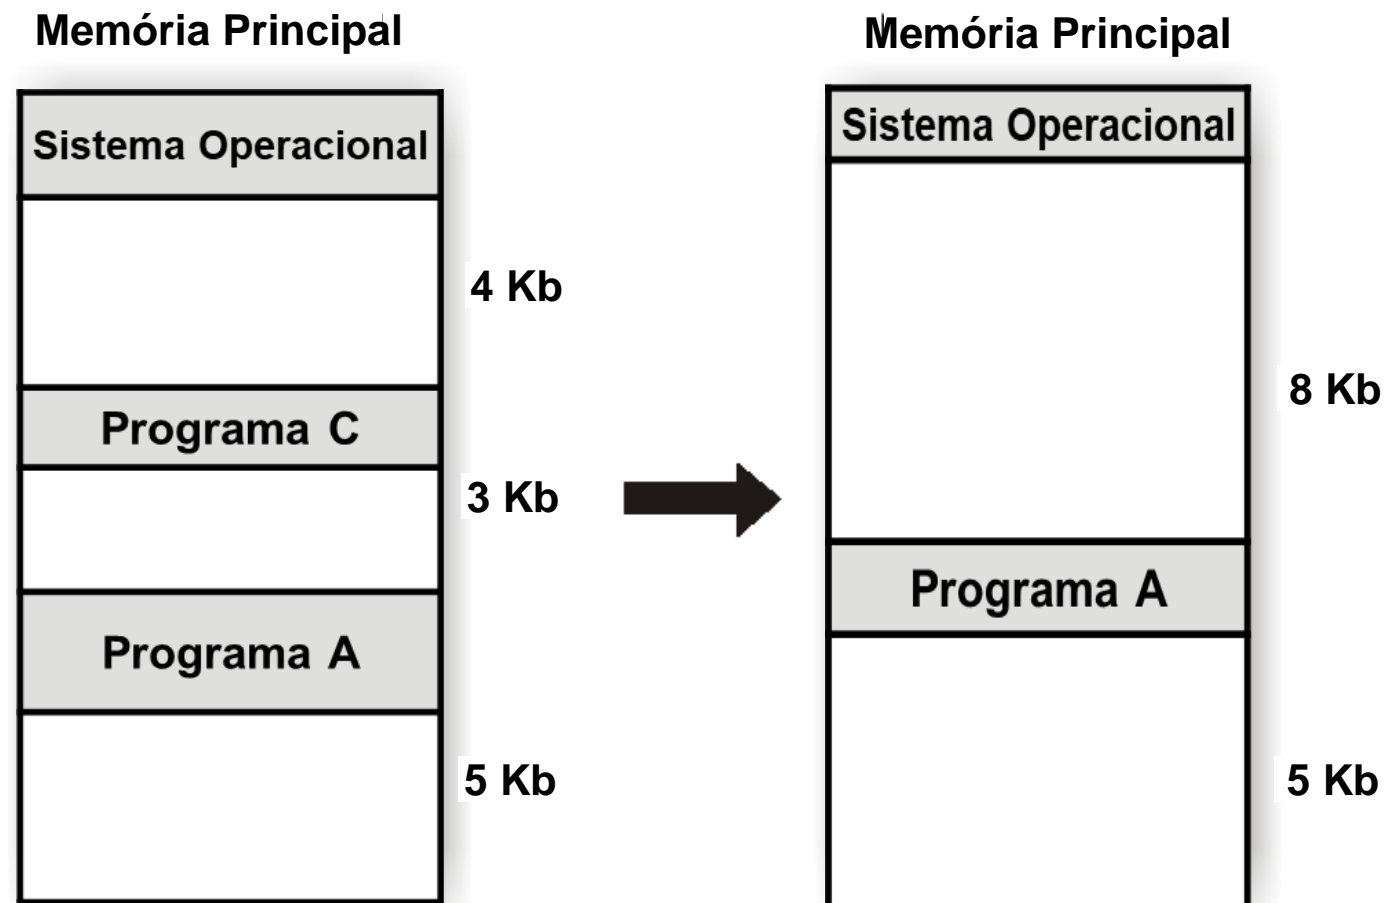 Memória Principal
Sistema Operacional
4 Kb
Programa C
3 Kb
Programa A
5 Kb
Memória Principal
Sistema Operacional
8 Kb
Programa A
5 Kb